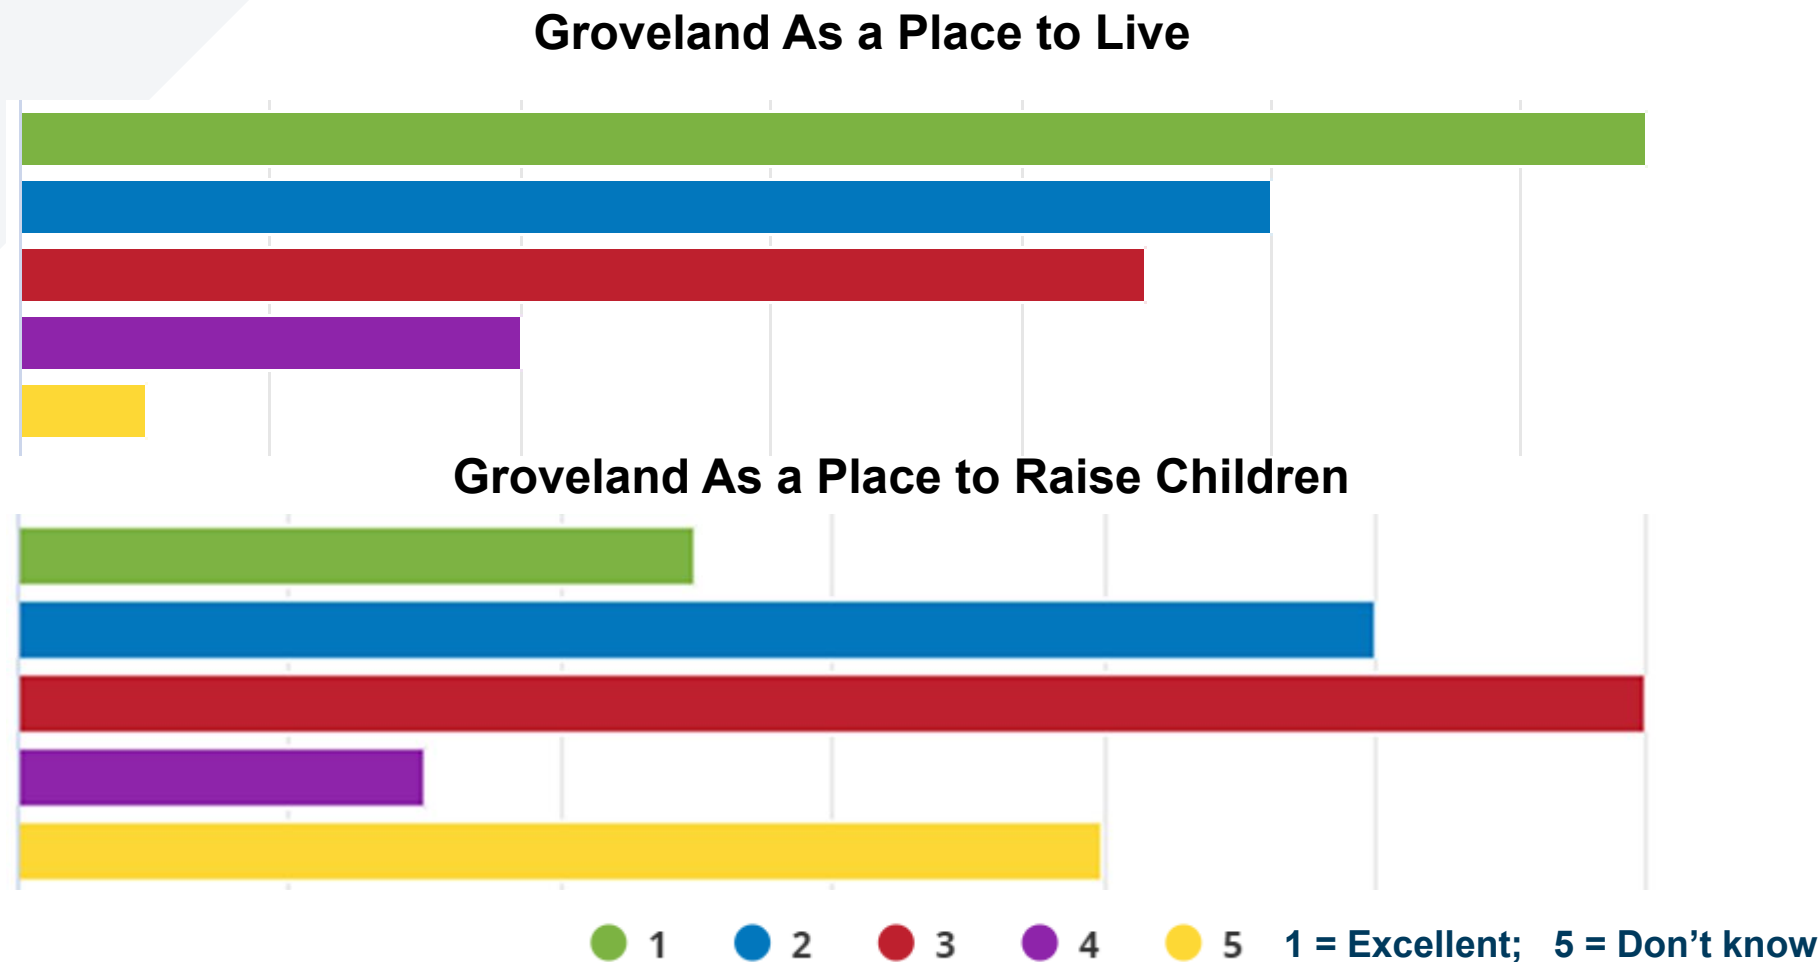 Groveland As a Place to Live
Groveland As a Place to Raise Children
1 2 3 4 5 1 = Excellent; 5 = Don’t know